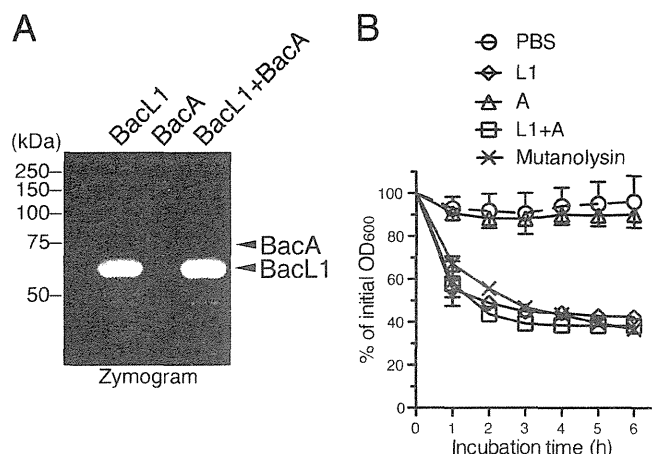 A
BacL1
BacA
BacL1+BacA
(kDa)
250
150
100
75
50
BacA
BacL1
Zymogram
B
PBS
L1
A
L1+A
Mutanolysin
% of initial OD600
100
80
60
40
20
0
0 1 2 3 4 5 6
Incubation time (h)